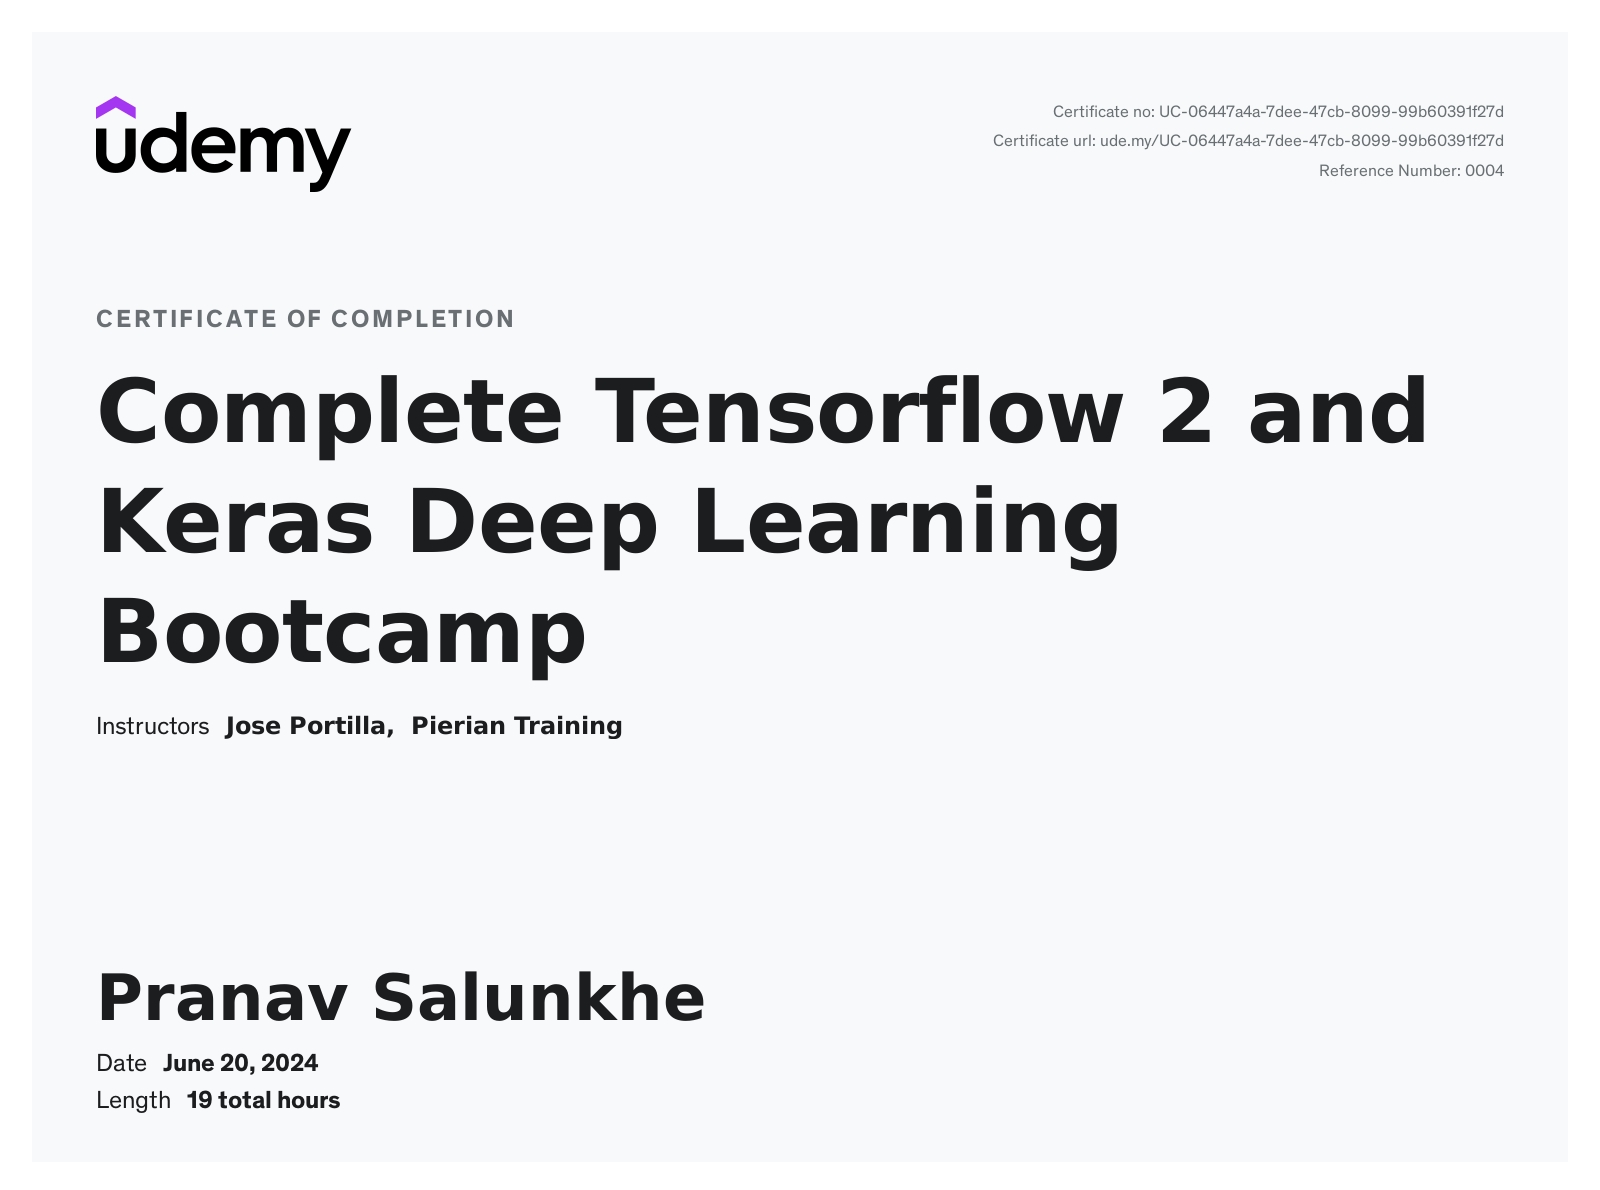 udemy
Certificate no: UC-06447a4a-7dee-47cb-8099-99b60391f27d
Certificate url: ude.my/UC-06447a4a-7dee-47cb-8099-99b60391f27d
Reference Number: 0004
CERTIFICATE OF COMPLETION
Complete Tensorflow 2 and
Keras Deep Learning
Bootcamp
Instructors Jose Portilla, Pierian Training
Pranav Salunkhe
Date June 20, 2024
Length 19 total hours